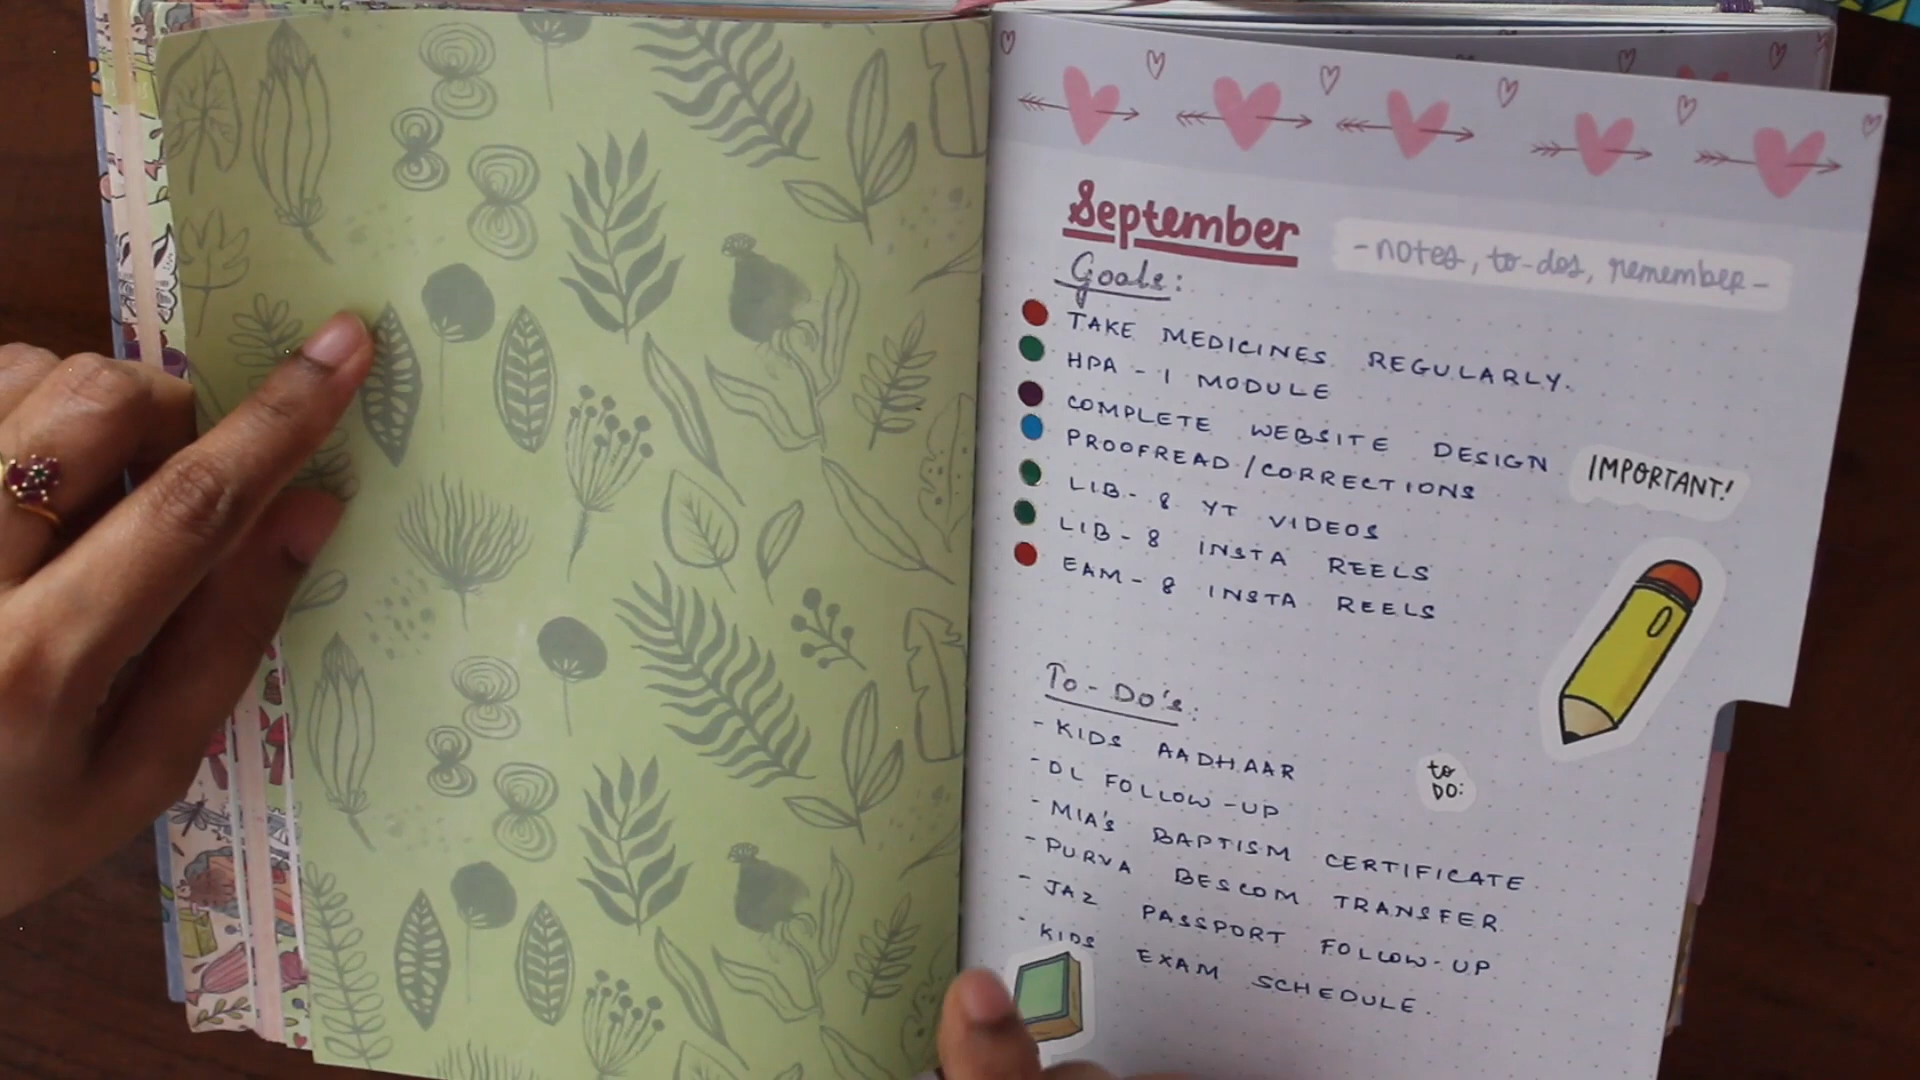 September
-notes, to-dos, remember-
Goals:
TAKE MEDICINES REGULARLY.
HPA - 1 MODULE
COMPLETE WEBSITE DESIGN
PROOFREAD/CORRECTIONS
IMPORTANT!
LIB - 8 YT VIDEOS
LIB - 8 INSTA REELS
EAM - 8 INSTA REELS
To-Do's:
- KIDS AADHAAR
- DL FOLLOW-UP
to
DO:
- MIA'S BAPTISM CERTIFICATE.
- PURVA BESCOM TRANSFER.
- JAZ PASSPORT FOLLOW-UP
- KIDS EXAM SCHEDULE.